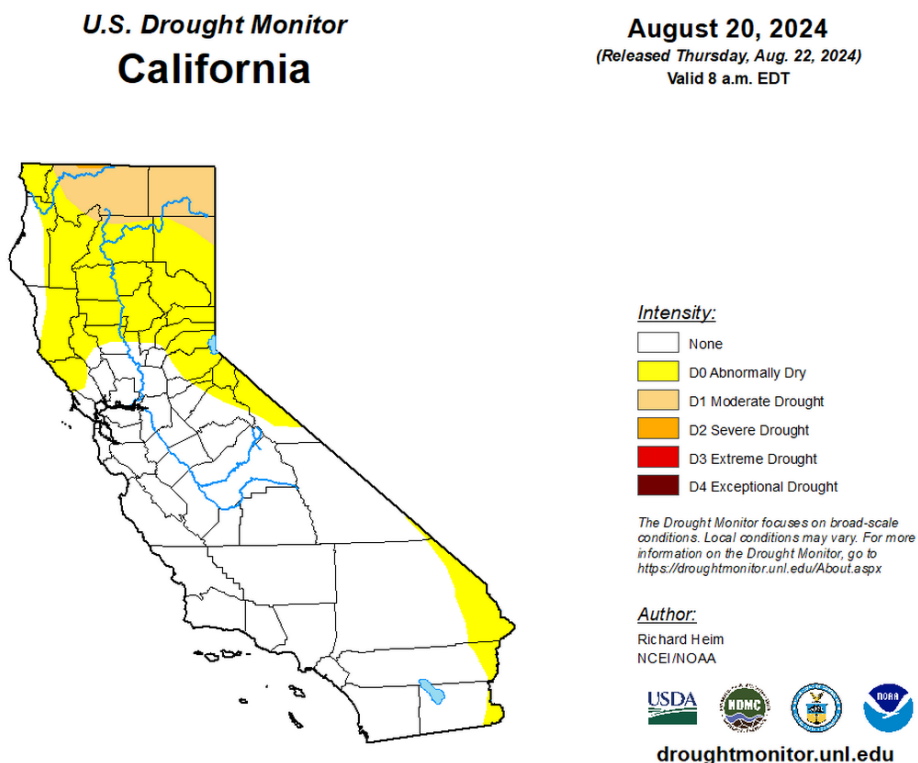 U.S. Drought Monitor
California
August 20, 2024
(Released Thursday, Aug. 22, 2024)
Valid 8 a.m. EDT
Intensity:
None
D0 Abnormally Dry
D1 Moderate Drought
D2 Severe Drought
D3 Extreme Drought
D4 Exceptional Drought
The Drought Monitor focuses on broad-scale
conditions. Local conditions may vary. For more
information on the Drought Monitor, go to
https://droughtmonitor.unl.edu/About.aspx
Author:
Richard Heim
NCEI/NOAA
USDA
NDMC
NOAA
droughtmonitor.unl.edu